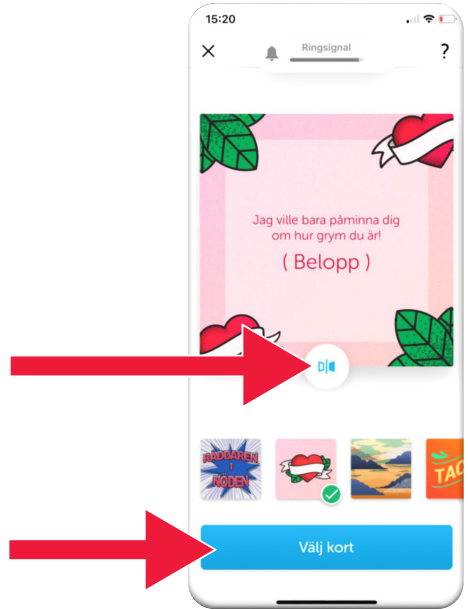 15:20
Ringsignal
?
Jag ville bara påminna dig
om hur grym du är!
( Belopp )
RÄDDAREN
I
NÖDEN
TAC
Välj kort